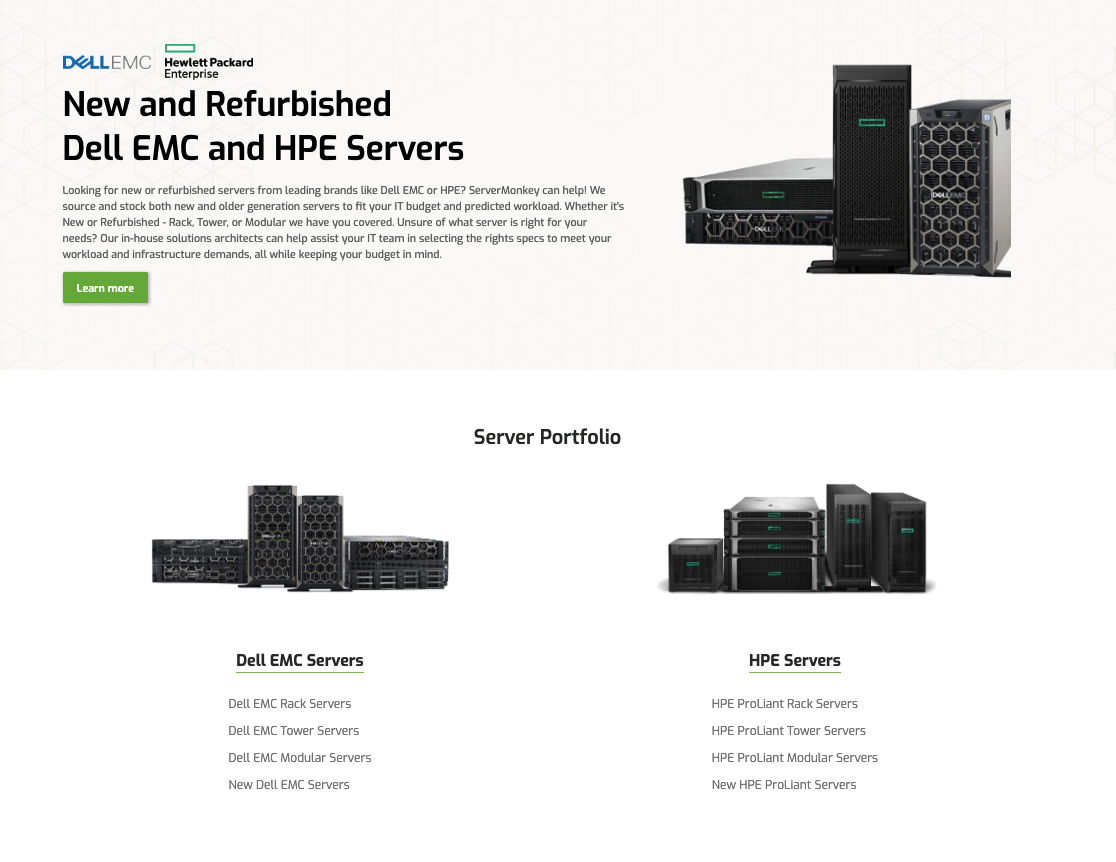 DELLEMC
Hewlett Packard
Enterprise
New and Refurbished
Dell EMC and HPE Servers
Looking for new or refurbished servers from leading brands like Dell EMC or HPE? ServerMonkey can help! We
source and stock both new and older generation servers to fit your IT budget and predicted workload. Whether it's
New or Refurbished - Rack, Tower, or Modular we have you covered. Unsure of what server is right for your
needs? Our in-house solutions architects can help assist your IT team in selecting the rights specs to meet your
workload and infrastructure demands, all while keeping your budget in mind.
Learn more
DELLEMC
DELLEMC
Server Portfolio
Dell EMC Servers
Dell EMC Rack Servers
Dell EMC Tower Servers
Dell EMC Modular Servers
New Dell EMC Servers
HPE Servers
HPE ProLiant Rack Servers
HPE ProLiant Tower Servers
HPE ProLiant Modular Servers
New HPE ProLiant Servers